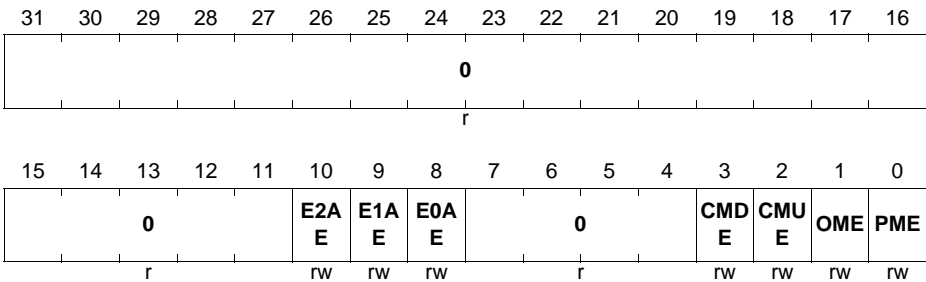 31 30 29 28 27 26 25 24 23 22 21 20 19 18 17 16
0
r
15 14 13 12 11 10 9 8 7 6 5 4 3 2 1 0
0 E2A E E1A E E0A E 0 CMD E CMU E OME PME
r rw rw rw r rw rw rw rw